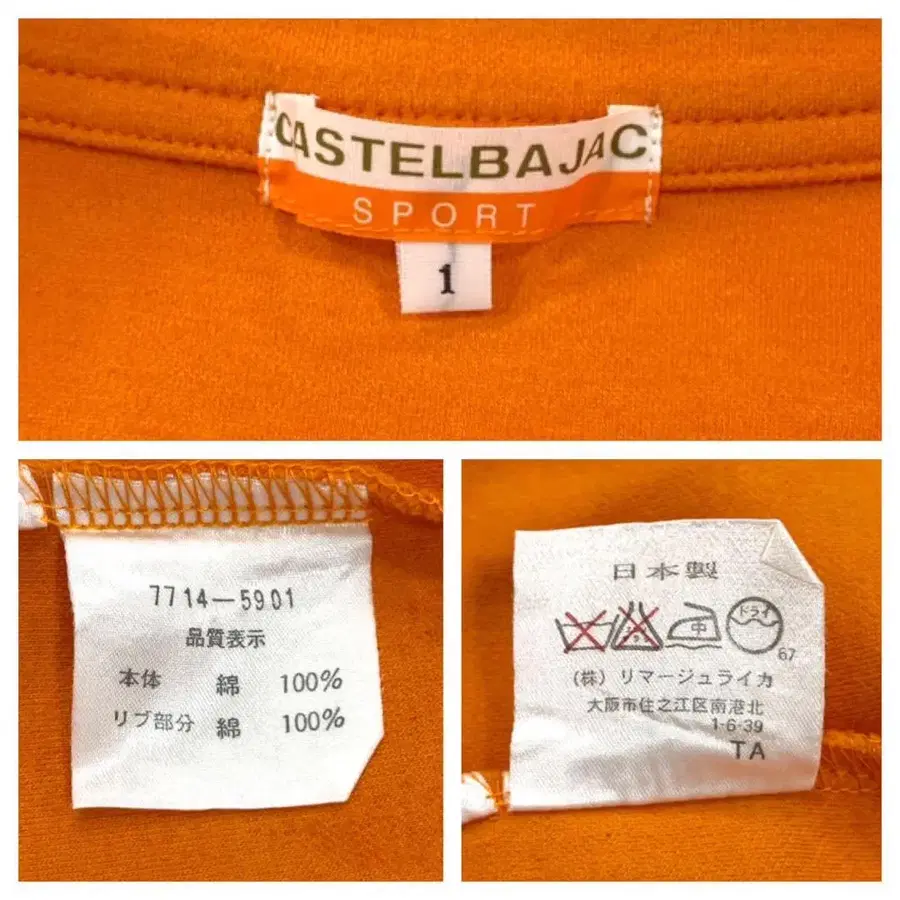 CASTELBAJAC
SPORT
1
7714-5901
品質表示
本体 綿 100%
リブ部分 綿 100%
日本製
中 ドライ
67
(株) リマージュライカ
大阪市住之江区南港北
1-6-39
TA